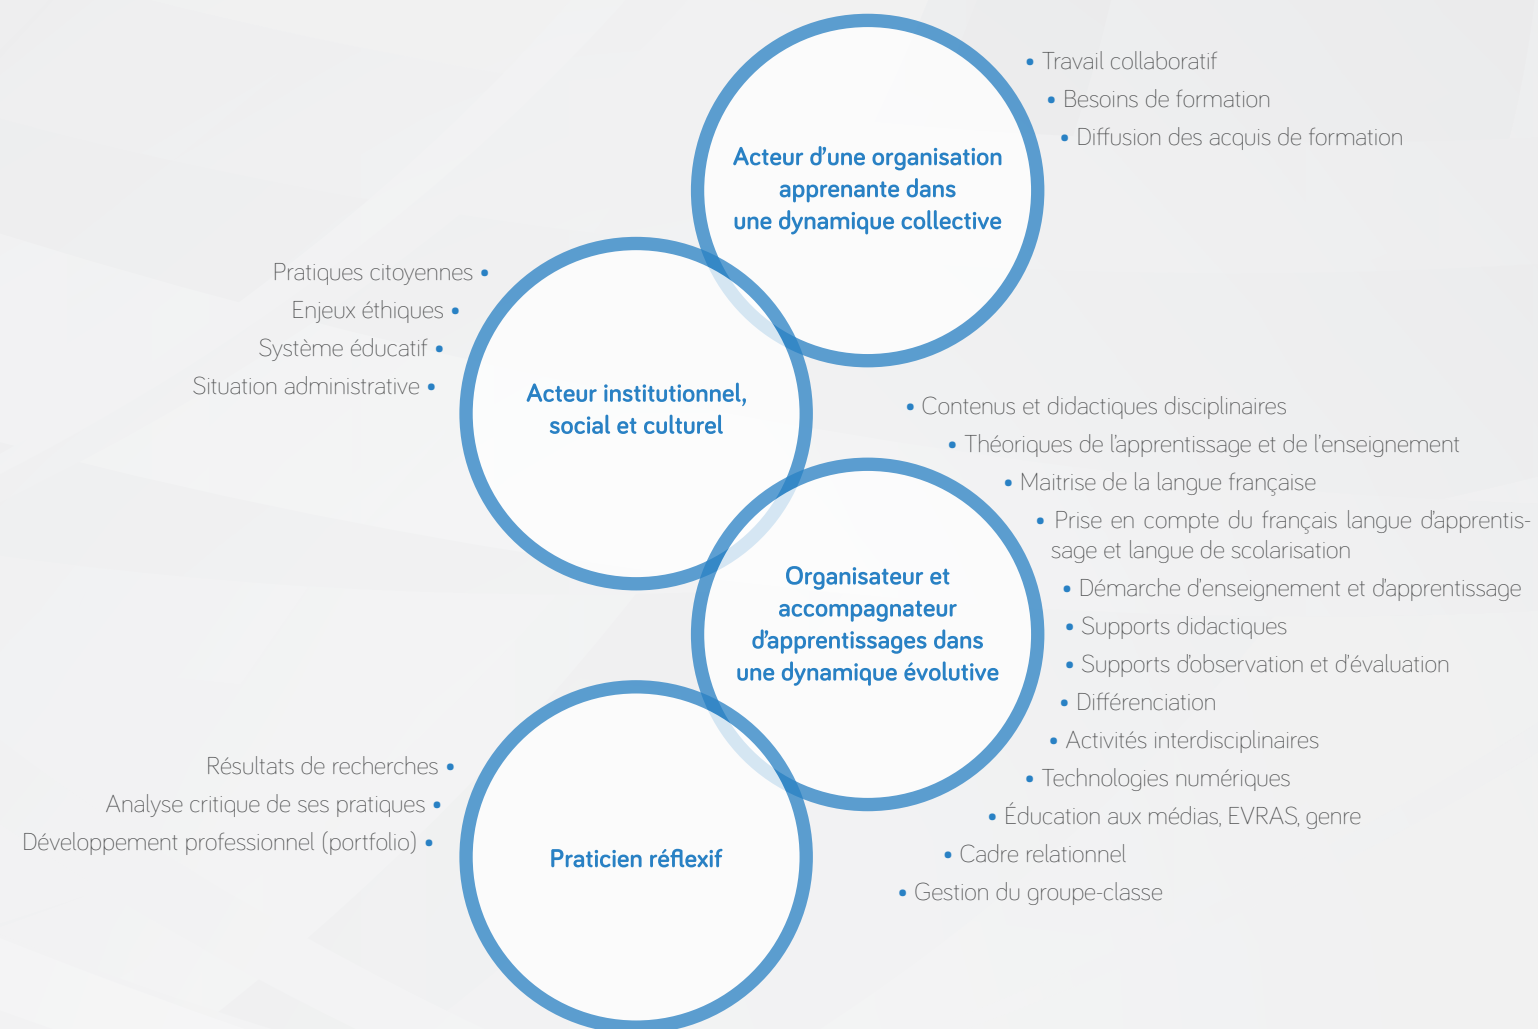 • Travail collaboratif
• Besoins de formation
• Diffusion des acquis de formation
Acteur d'une organisation
apprenante dans
une dynamique collective
Pratiques citoyennes •
Enjeux éthiques •
Système éducatif •
Situation administrative •
Acteur institutionnel,
social et culturel
• Contenus et didactiques disciplinaires
• Théoriques de l'apprentissage et de l'enseignement
• Maitrise de la langue française
• Prise en compte du français langue d'apprentis-
sage et langue de scolarisation
• Démarche d'enseignement et d'apprentissage
• Supports didactiques
• Supports d'observation et d'évaluation
• Différenciation
• Activités interdisciplinaires
• Technologies numériques
• Éducation aux médias, EVRAS, genre
• Cadre relationnel
• Gestion du groupe-classe
Organisateur et
accompagnateur
d'apprentissages dans
une dynamique évolutive
Résultats de recherches •
Analyse critique de ses pratiques •
Développement professionnel (portfolio) •
Praticien réflexif